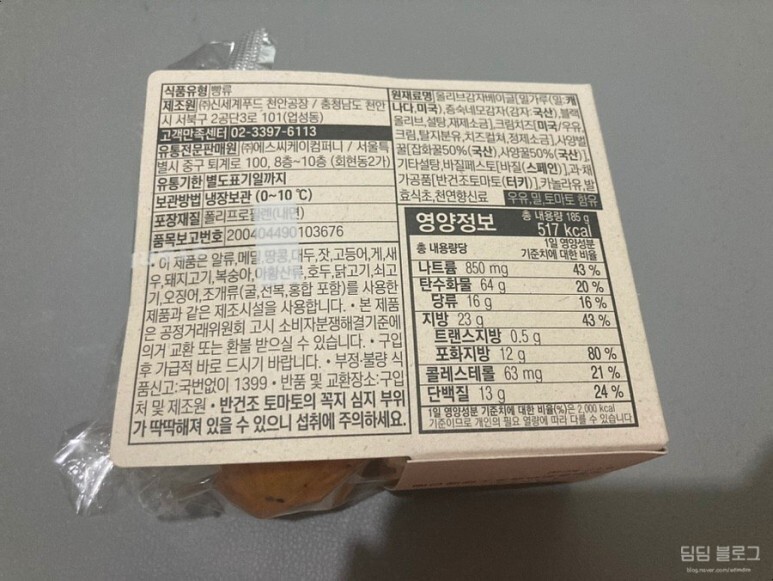 식품유형 빵류
제조원 ㈜신세계푸드 천안공장 / 충청남도 천안
시 서북구 2공단3로 101(업성동)
고객만족센터 02-3397-6113
유통전문판매원 ㈜에스씨케이컴퍼니 / 서울특
별시 중구 퇴계로 100, 8층~10층 (회현동2가)
유통기한 별도표기일까지
보관방법 냉장보관 (0~10 ℃)
포장재질 폴리프로필렌(내면)
품목보고번호 200404490103676
• 이 제품은 알류,메밀,땅콩,대두,잣,고등어,게,새
우,돼지고기,복숭아,아황산류,호두,닭고기,쇠고
기,오징어,조개류(굴,전복,홍합 포함)를 사용한
제품과 같은 제조시설을 사용합니다. • 본 제품
은 공정거래위원회 고시 소비자분쟁해결기준에
의거 교환 또는 환불 받으실 수 있습니다. • 구입
후 가급적 바로 드시기 바랍니다. • 부정·불량 식
품신고:국번없이 1399 • 반품 및 교환장소:구입
처 및 제조원 • 반건조 토마토의 꼭지 심지 부위
가 딱딱해져 있을 수 있으니 섭취에 주의하세요.
원재료명 올리브감자베이글[밀가루(밀:캐
나다,미국),춘숙네모감자(감자:국산),블랙
올리브,설탕,재제소금],크림치즈[미국/우유,
크림,탈지분유,치즈컬쳐,정제소금],사양벌
꿀[잡화꿀50%(국산),사양꿀50%(국산)],
기타설탕,바질페스토[바질(스페인)],과채
가공품[반건조토마토(터키)],카놀라유,발
효식초,천연향신료 우유,밀,토마토 함유
영양정보 총 내용량 185 g
517 kcal
총 내용량당 1일 영양성분
기준치에 대한 비율
나트륨 850 mg 43 %
탄수화물 64 g 20 %
당류 16 g 16 %
지방 23 g 43 %
트랜스지방 0.5 g
포화지방 12 g 80 %
콜레스테롤 63 mg 21 %
단백질 13 g 24 %
1일 영양성분 기준치에 대한 비율(%)은 2,000 kcal
기준이므로 개인의 필요 열량에 따라 다를 수 있습니다
딤딤 블로그